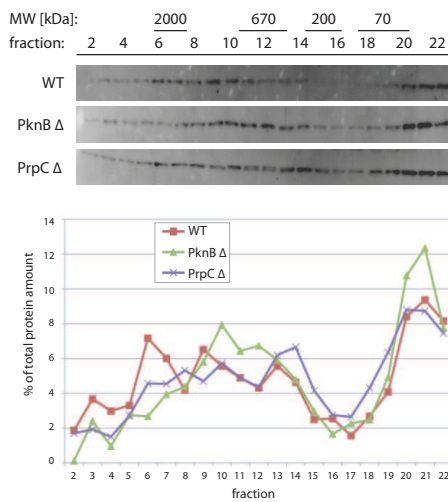 MW [kDa]: 2000 670 200 70
fraction: 2 4 6 8 10 12 14 16 18 20 22
WT
PknB Δ
PrpC Δ
14
12
10
8
6
4
2
0
% of total protein amount
WT
PknB Δ
PrpC Δ
2 3 4 5 6 7 8 9 10 11 12 13 14 15 16 17 18 19 20 21 22
fraction